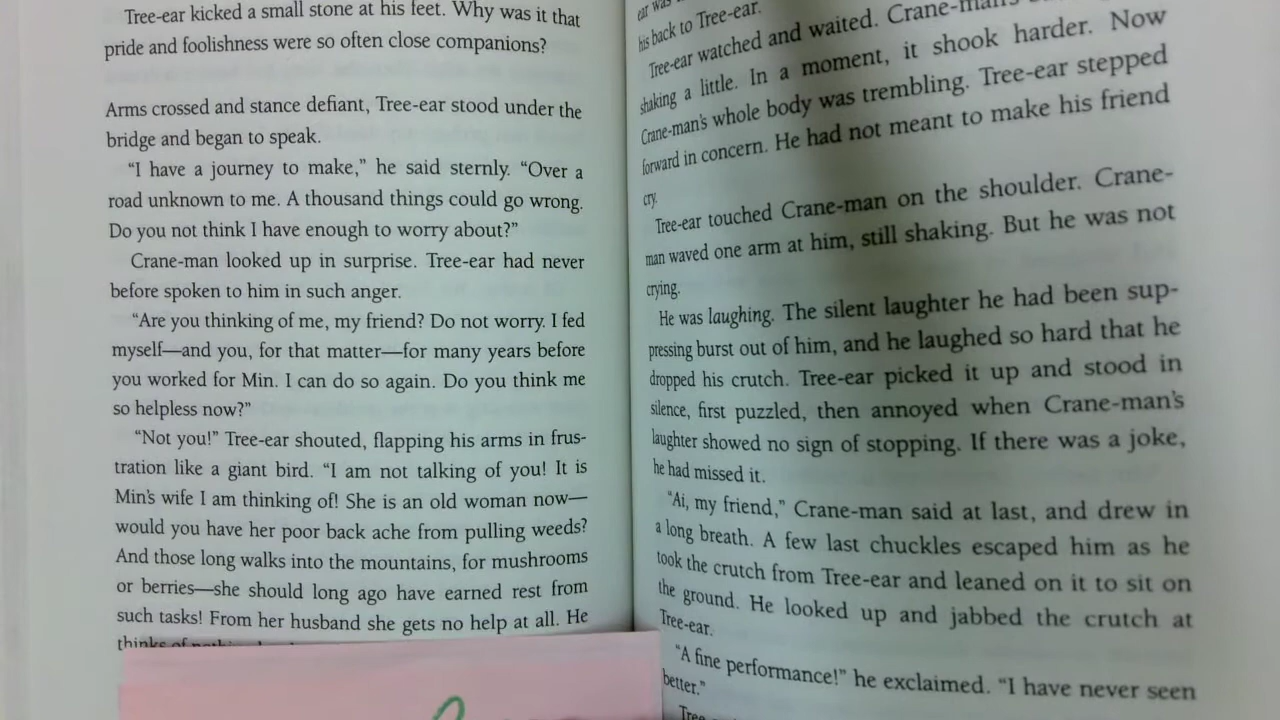 Tree-ear kicked a small stone at his feet. Why was it that
pride and foolishness were so often close companions?
Arms crossed and stance defiant, Tree-ear stood under the
bridge and began to speak.
“I have a journey to make,” he said sternly. “Over a
road unknown to me. A thousand things could go wrong.
Do you not think I have enough to worry about?”
Crane-man looked up in surprise. Tree-ear had never
before spoken to him in such anger.
“Are you thinking of me, my friend? Do not worry. I fed
myself—and you, for that matter—for many years before
you worked for Min. I can do so again. Do you think me
so helpless now?”
“Not you!” Tree-ear shouted, flapping his arms in frus-
tration like a giant bird. “I am not talking of you! It is
Min's wife I am thinking of! She is an old woman now—
would you have her poor back ache from pulling weeds?
And those long walks into the mountains, for mushrooms
or berries—she should long ago have earned rest from
such tasks! From her husband she gets no help at all. He
thinks of
ear was
his back to Tree-ear.
Tree-ear watched and waited. Crane-man's
shaking a little. In a moment, it shook harder. Now
Crane-man's whole body was trembling. Tree-ear stepped
forward in concern. He had not meant to make his friend
cry.
Tree-ear touched Crane-man on the shoulder. Crane-
man waved one arm at him, still shaking. But he was not
crying.
He was laughing. The silent laughter he had been sup-
pressing burst out of him, and he laughed so hard that he
dropped his crutch. Tree-ear picked it up and stood in
silence, first puzzled, then annoyed when Crane-man's
laughter showed no sign of stopping. If there was a joke,
he had missed it.
“Ai, my friend,” Crane-man said at last, and drew in
a long breath. A few last chuckles escaped him as he
took the crutch from Tree-ear and leaned on it to sit on
the ground. He looked up and jabbed the crutch at
Tree-ear.
“A fine performance!” he exclaimed. “I have never seen
better.”